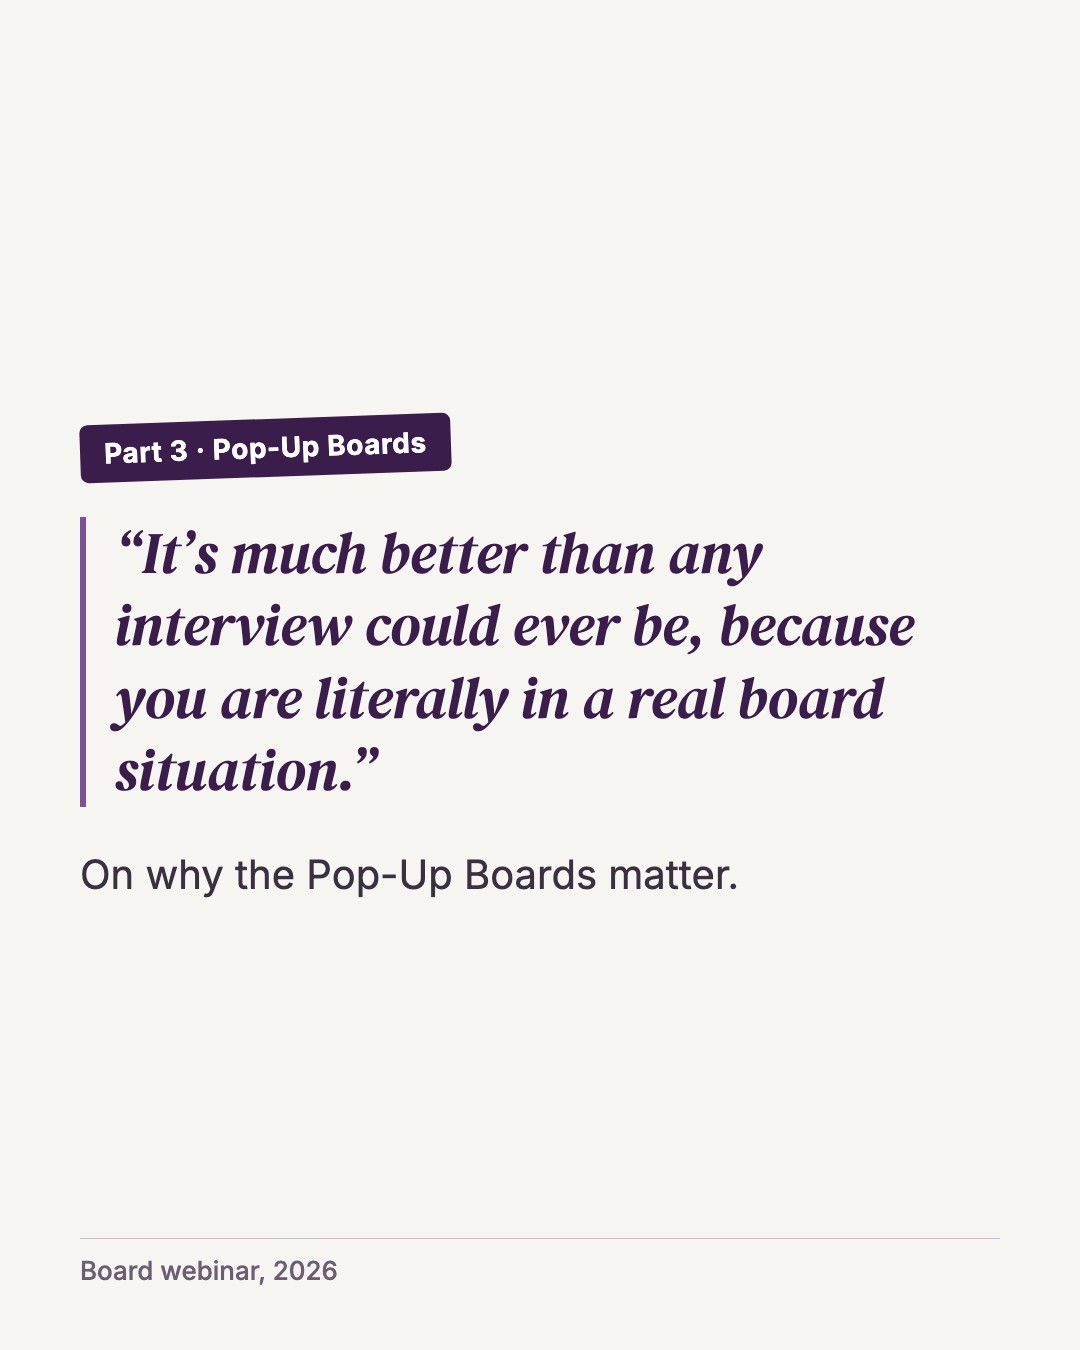 Part 3 · Pop-Up Boards
“It’s much better than any
interview could ever be, because
you are literally in a real board
situation.”
On why the Pop-Up Boards matter.
Board webinar, 2026